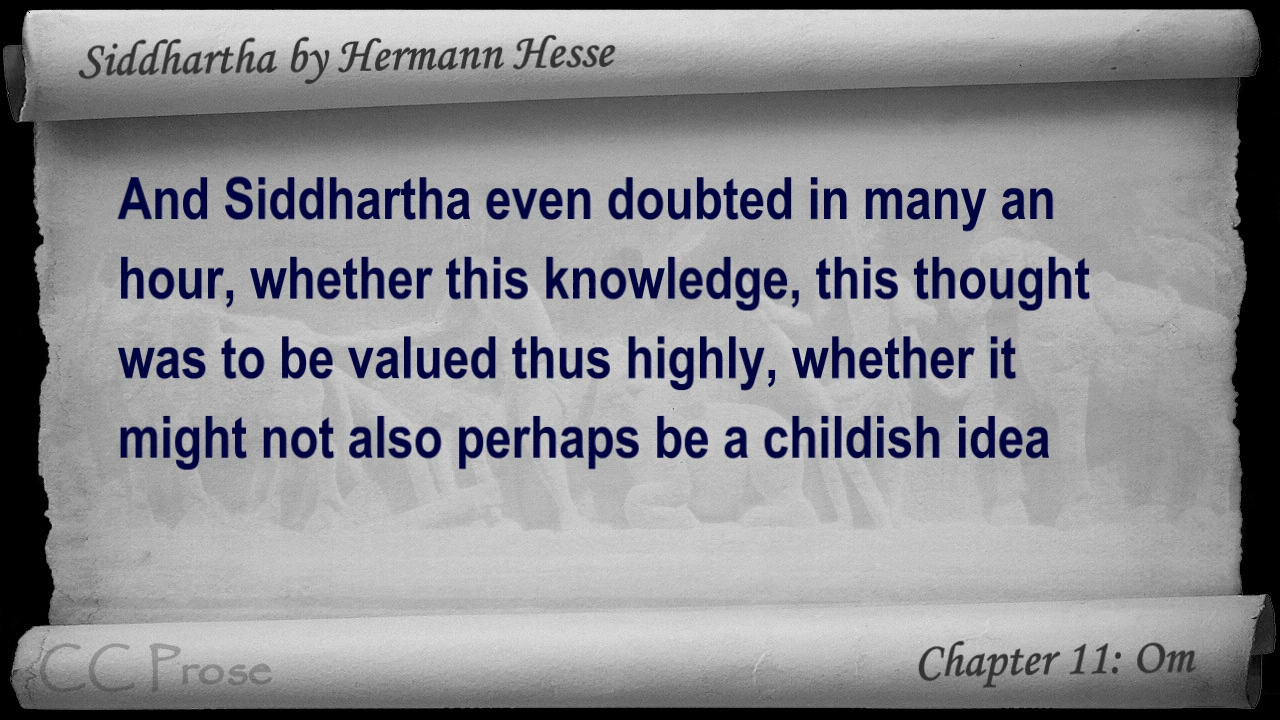 Siddhartha by Hermann Hesse
And Siddhartha even doubted in many an
hour, whether this knowledge, this thought
was to be valued thus highly, whether it
might not also perhaps be a childish idea
CC Prose
Chapter 11: Om